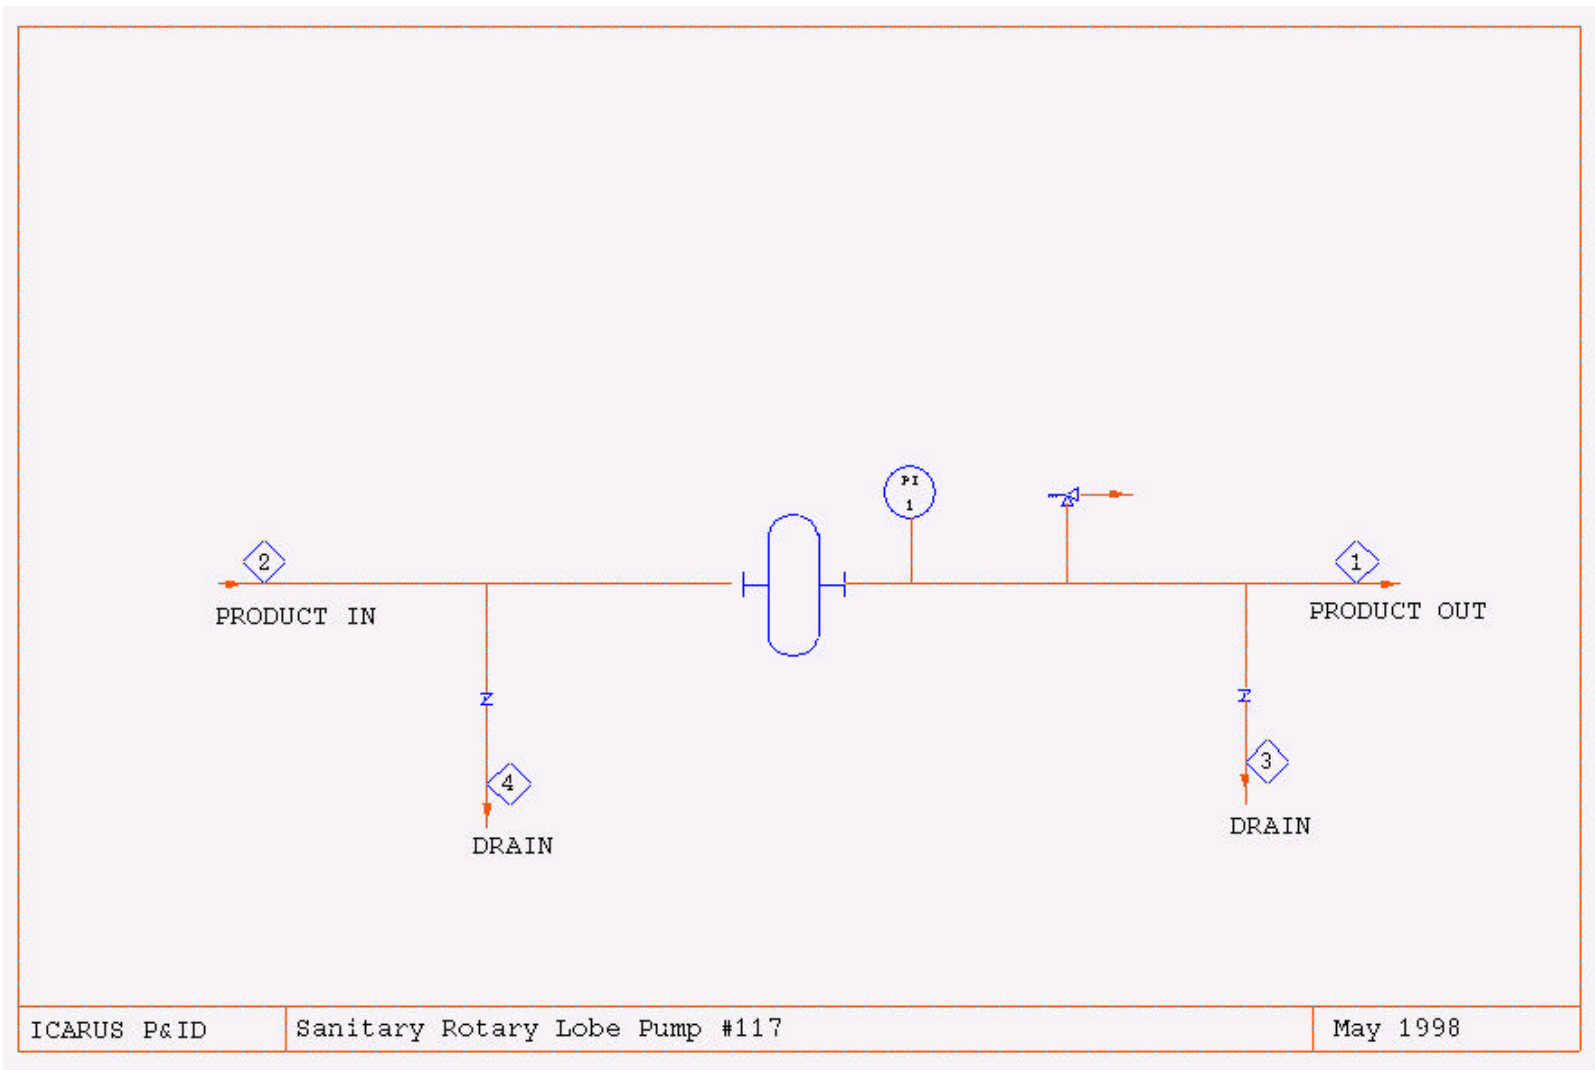 PI
1
2
1
PRODUCT IN
PRODUCT OUT
4
DRAIN
3
DRAIN
ICARUS P&ID
Sanitary Rotary Lobe Pump #117
May 1998